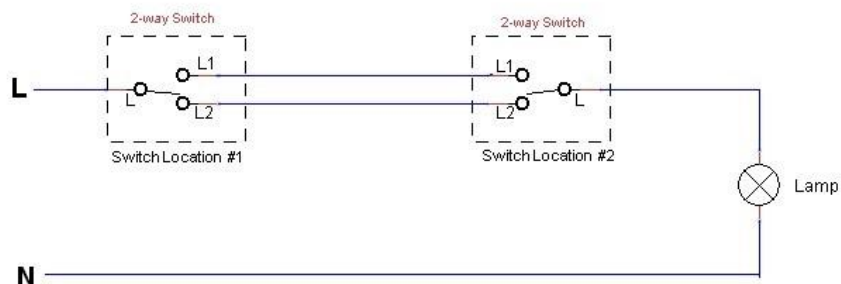 2-way Switch
2-way Switch
L
L
L1
L2
L1
L2
L
Switch Location #1
Switch Location #2
Lamp
N